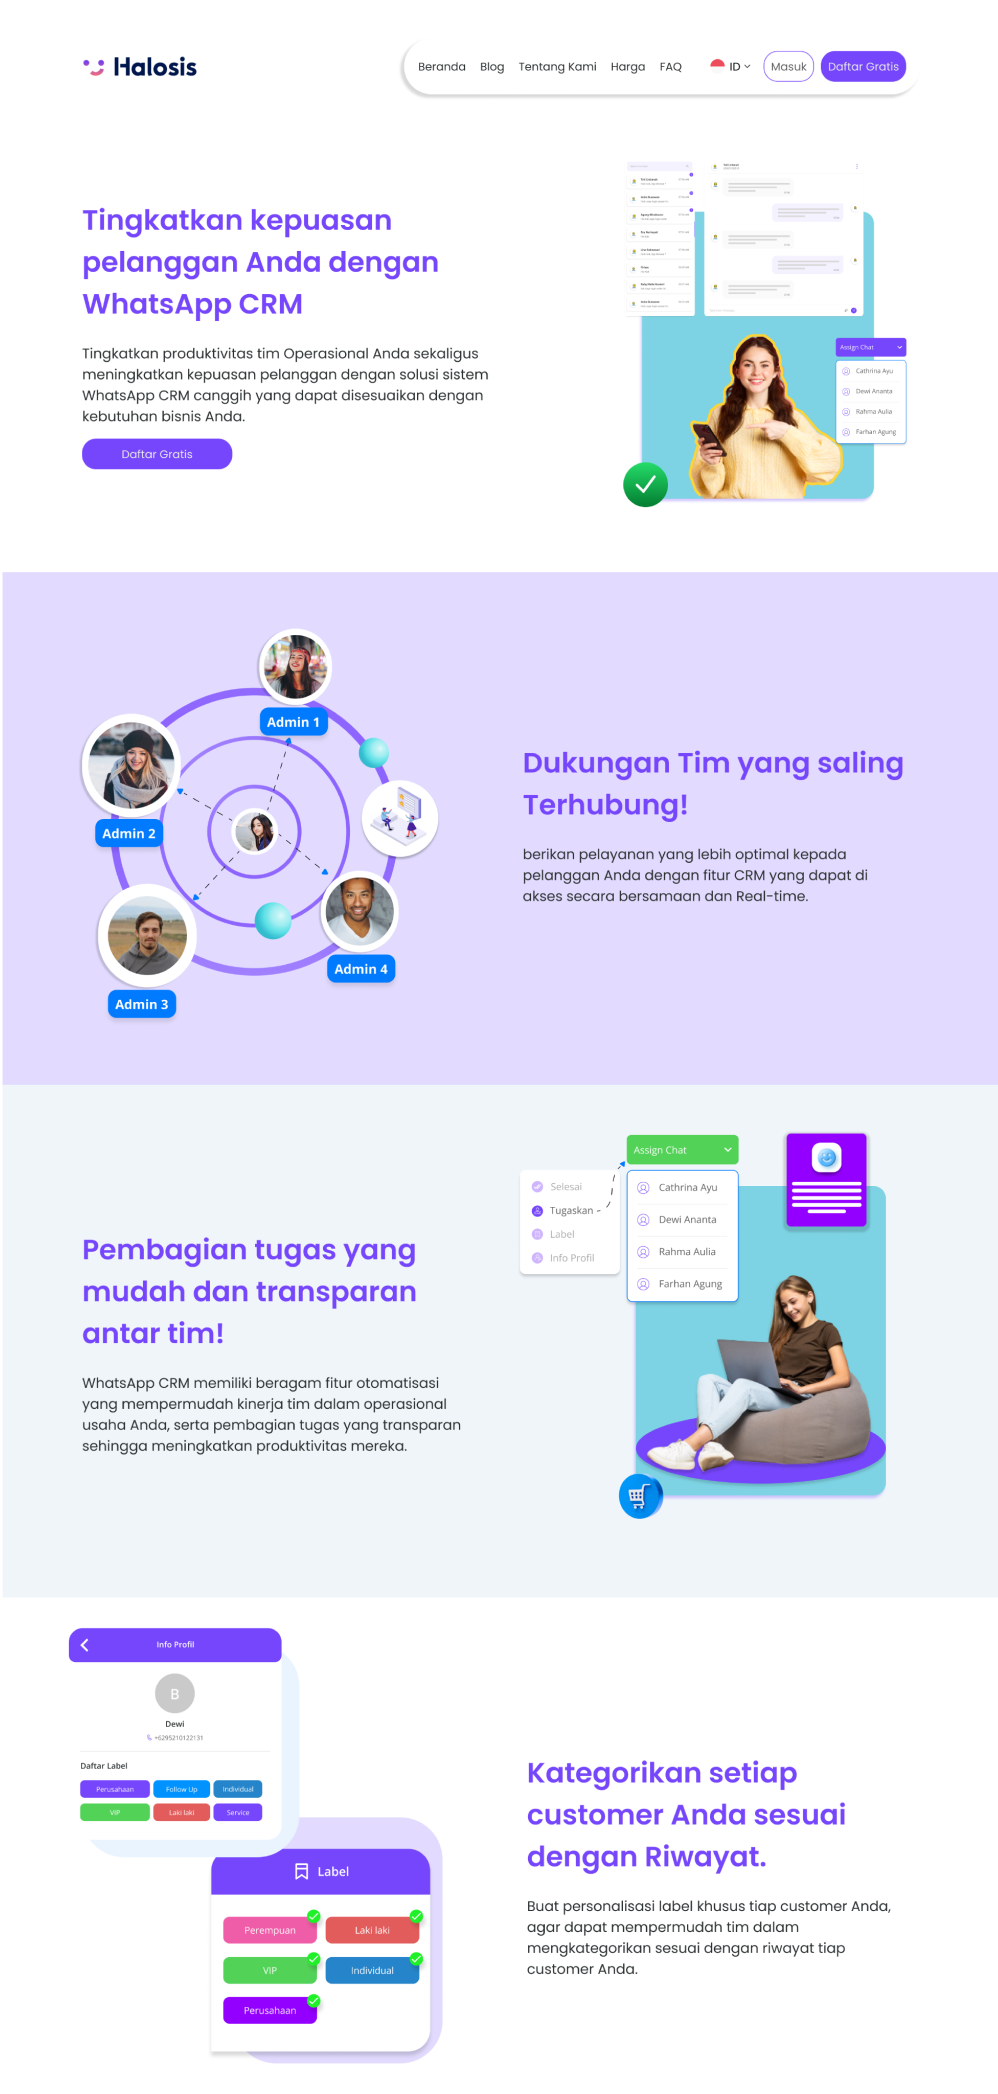 Halosis
Beranda Blog Tentang Kami Harga FAQ ID Masuk Daftar Gratis
Tingkatkan kepuasan
pelanggan Anda dengan
WhatsApp CRM
Tingkatkan produktivitas tim Operasional Anda sekaligus
meningkatkan kepuasan pelanggan dengan solusi sistem
WhatsApp CRM canggih yang dapat disesuaikan dengan
kebutuhan bisnis Anda.
Daftar Gratis
Assign Chat
Cathrina Ayu
Dewi Ananta
Rahma Aulia
Farhan Agung
Admin 1
Admin 2
Admin 3
Admin 4
Dukungan Tim yang saling
Terhubung!
berikan pelayanan yang lebih optimal kepada
pelanggan Anda dengan fitur CRM yang dapat di
akses secara bersamaan dan Real-time.
Pembagian tugas yang
mudah dan transparan
antar tim!
WhatsApp CRM memiliki beragam fitur otomatisasi
yang mempermudah kinerja tim dalam operasional
usaha Anda, serta pembagian tugas yang transparan
sehingga meningkatkan produktivitas mereka.
Selesai
Tugaskan
Label
Info Profil
Assign Chat
Cathrina Ayu
Dewi Ananta
Rahma Aulia
Farhan Agung
Info Profil
B
Dewi
+6295210122131
Daftar Label
Perusahaan Follow Up Individual
VIP Laki laki Service
Label
Perempuan Laki laki
VIP Individual
Perusahaan
Kategorikan setiap
customer Anda sesuai
dengan Riwayat.
Buat personalisasi label khusus tiap customer Anda,
agar dapat mempermudah tim dalam
mengkategorikan sesuai dengan riwayat tiap
customer Anda.